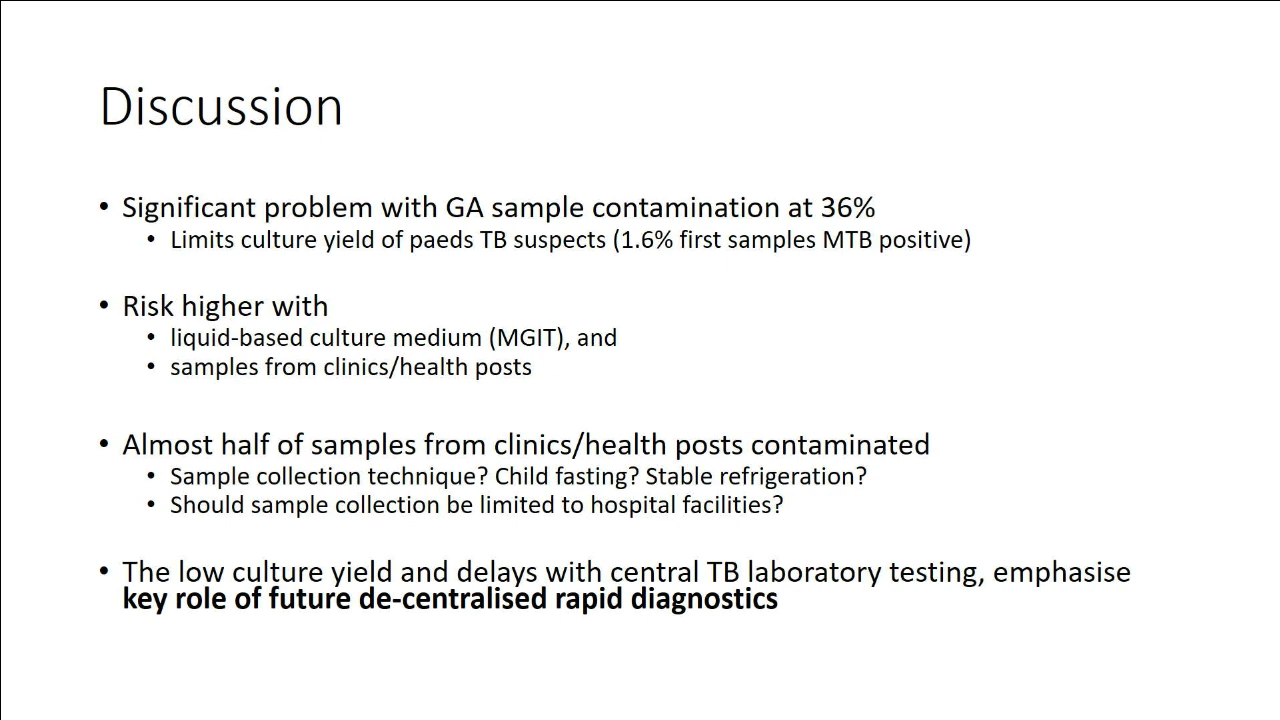 Discussion
• Significant problem with GA sample contamination at 36%
• Limits culture yield of paeds TB suspects (1.6% first samples MTB positive)
• Risk higher with
• liquid-based culture medium (MGIT), and
• samples from clinics/health posts
• Almost half of samples from clinics/health posts contaminated
• Sample collection technique? Child fasting? Stable refrigeration?
• Should sample collection be limited to hospital facilities?
• The low culture yield and delays with central TB laboratory testing, emphasise
key role of future de-centralised rapid diagnostics